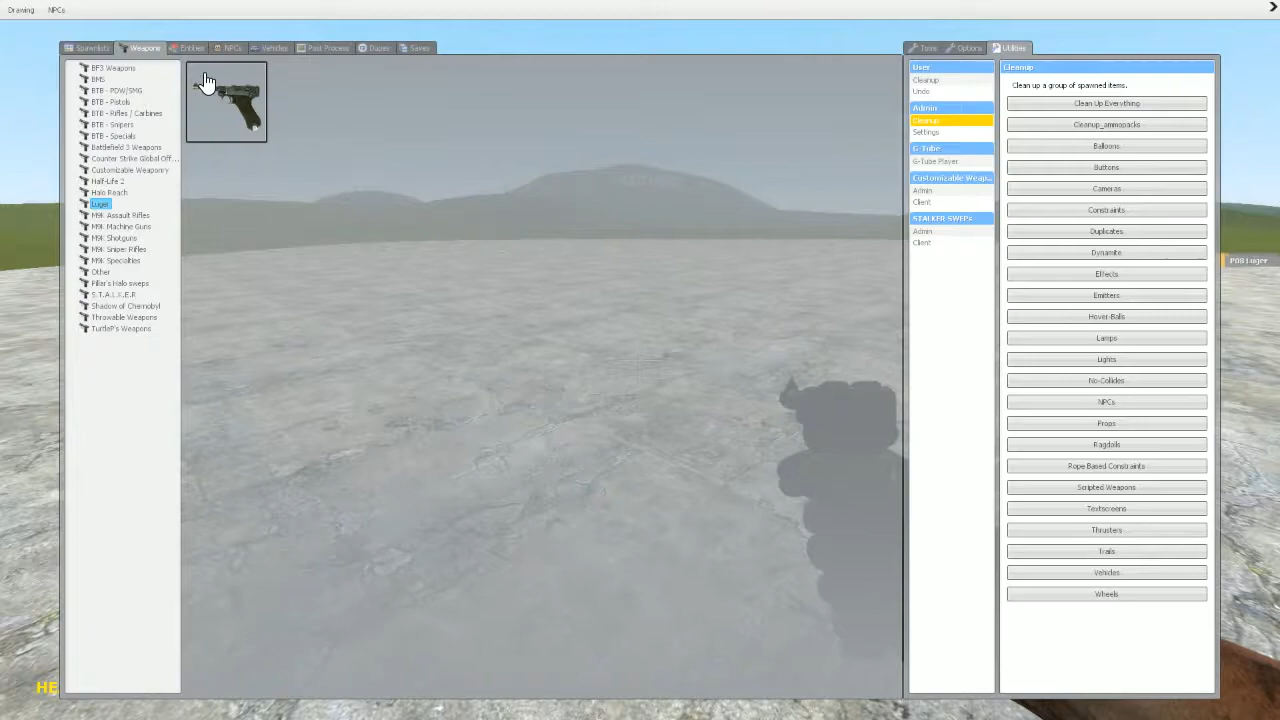 Drawing NPCs
Spawnlists Weapons Entities NPCs Vehicles Post Process Dupes Saves
Tools Options Utilities
BF3 Weapons
BMS
BTB - PDW/SMG
BTB - Pistols
BTB - Rifles / Carbines
BTB - Snipers
BTB - Specials
Battlefield 3 Weapons
Counter Strike Global Off...
Customizable Weaponry
Half-Life 2
Halo Reach
Luger
M9K Assault Rifles
M9K Machine Guns
M9K Shotguns
M9K Sniper Rifles
M9K Specialties
Other
Pillar's Halo sweps
S.T.A.L.K.E.R
Shadow of Chernobyl
Throwable Weapons
TurtleP's Weapons
User
Cleanup
Undo
Admin
Cleanup
Settings
G-Tube
G-Tube Player
Customizable Weap...
Admin
Client
STALKER SWEPs
Admin
Client
Cleanup
Clean up a group of spawned items.
Clean Up Everything
Cleanup_ammopacks
Balloons
Buttons
Cameras
Constraints
Duplicates
Dynamite
Effects
Emitters
Hover-Balls
Lamps
Lights
No-Collides
NPCs
Props
Ragdolls
Rope Based Constraints
Scripted Weapons
Textscreens
Thrusters
Trails
Vehicles
Wheels
P08 Luger
HE